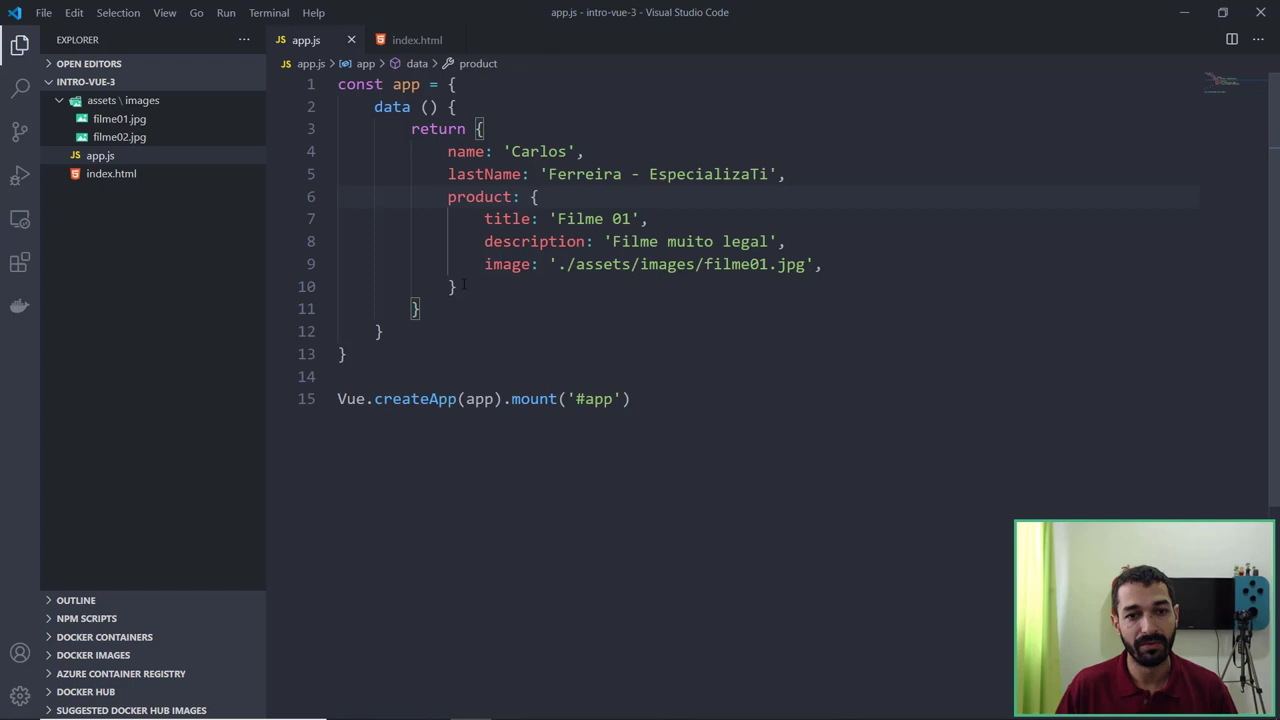 File Edit Selection View Go Run Terminal Help
app.js - intro-vue-3 - Visual Studio Code
EXPLORER
OPEN EDITORS
INTRO-VUE-3
assets \ images
filme01.jpg
filme02.jpg
JS app.js
index.html
OUTLINE
NPM SCRIPTS
DOCKER CONTAINERS
DOCKER IMAGES
AZURE CONTAINER REGISTRY
DOCKER HUB
SUGGESTED DOCKER HUB IMAGES
JS app.js index.html
JS app.js > app > data > product
1 const app = {
2 data () {
3 return {
4 name: 'Carlos',
5 lastName: 'Ferreira - EspecializaTi',
6 product: {
7 title: 'Filme 01',
8 description: 'Filme muito legal',
9 image: './assets/images/filme01.jpg',
10 }
11 }
12 }
13 }
14
15 Vue.createApp(app).mount('#app')